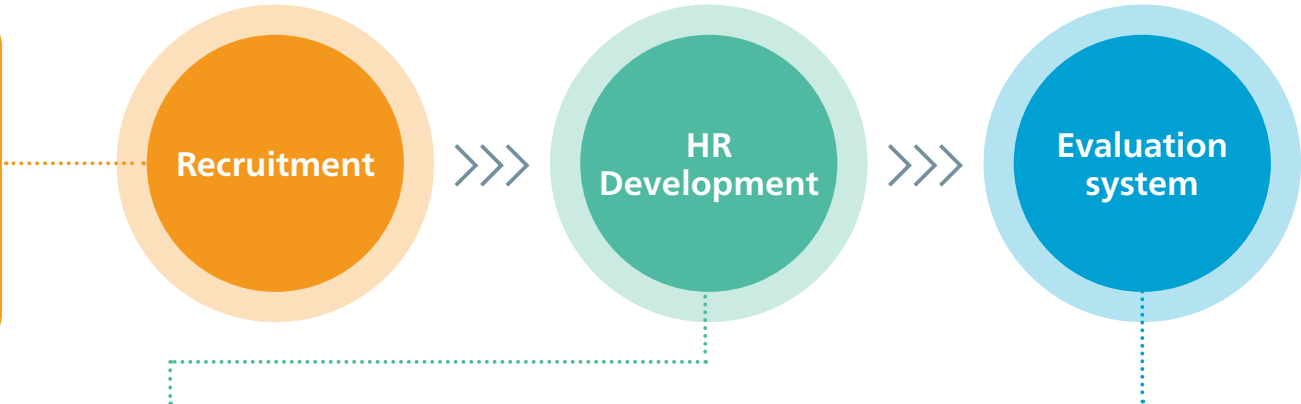 Recruitment
HR
Development
Evaluation
system